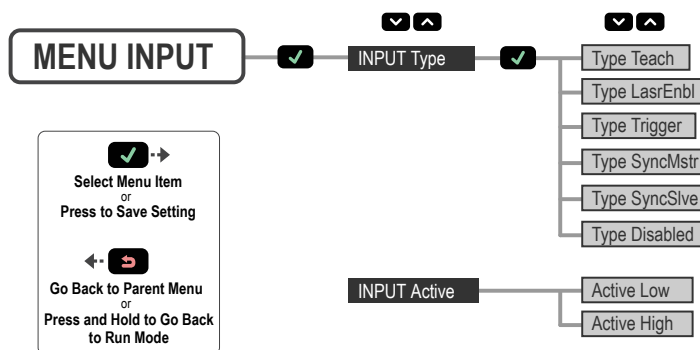 MENU INPUT
INPUT Type
Type Teach
Type LasrEnbl
Type Trigger
Type SyncMstr
Type SyncSlve
Type Disabled
Select Menu Item
or
Press to Save Setting
Go Back to Parent Menu
or
Press and Hold to Go Back
to Run Mode
INPUT Active
Active Low
Active High